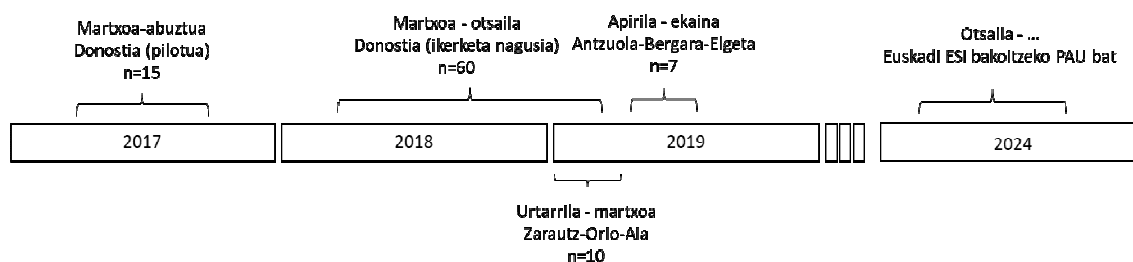 Martxoa-abuztua
Donostia (pilotua)
n=15
Martxoa - otsaila
Donostia (ikerketa nagusia)
n=60
Apirila - ekaina
Antzuola-Bergara-Elgeta
n=7
Otsaila - ...
Euskadi ESI bakoitzeko PAU bat
2017
2018
2019
2024
Urtarrila - martxoa
Zarautz-Orio-Aia
n=10